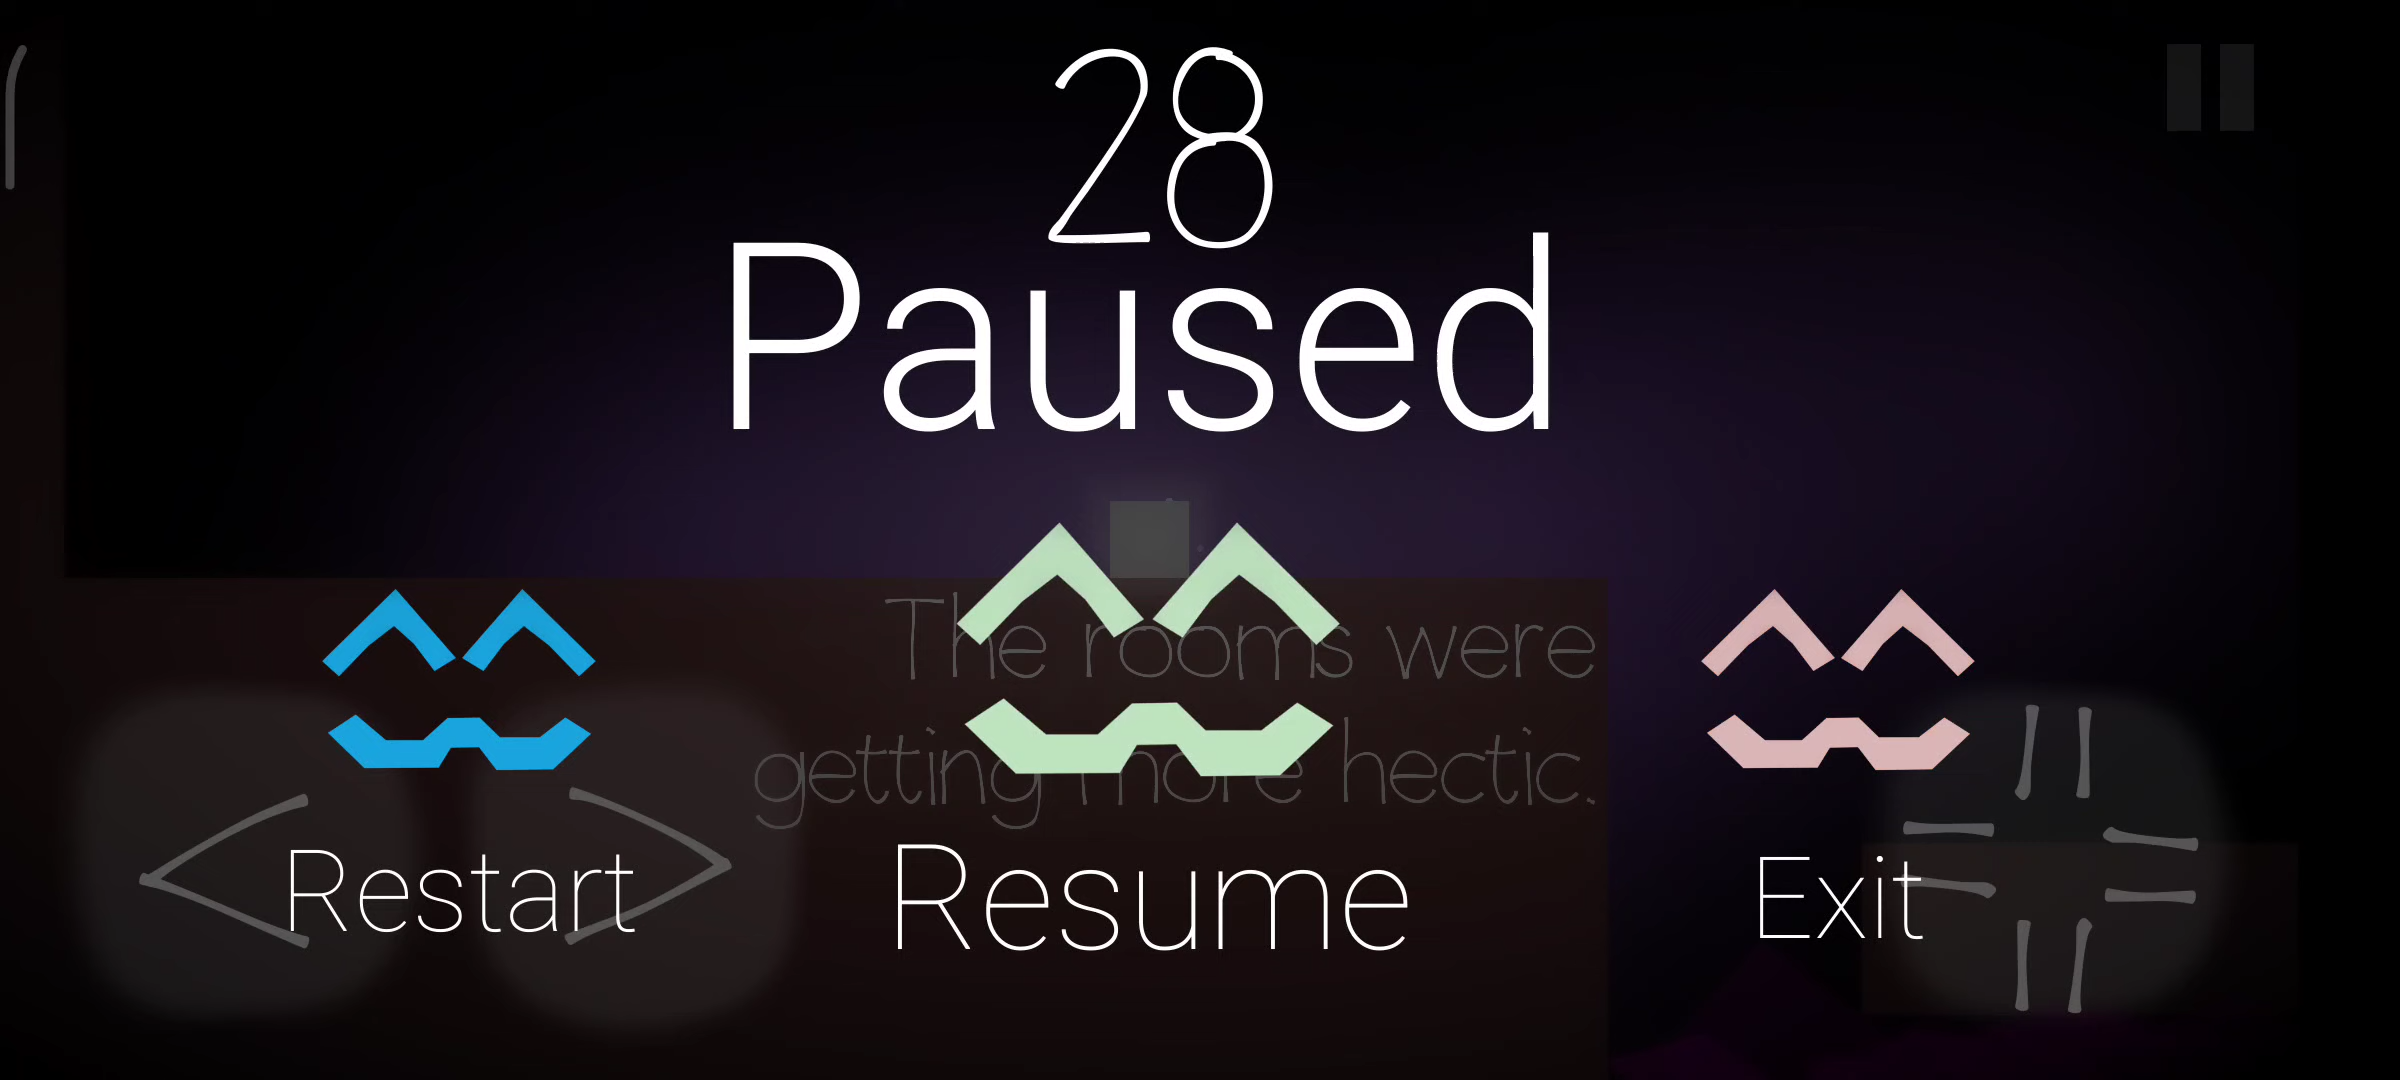 28
Paused
The rooms were
getting more hectic.
Restart
Resume
Exit